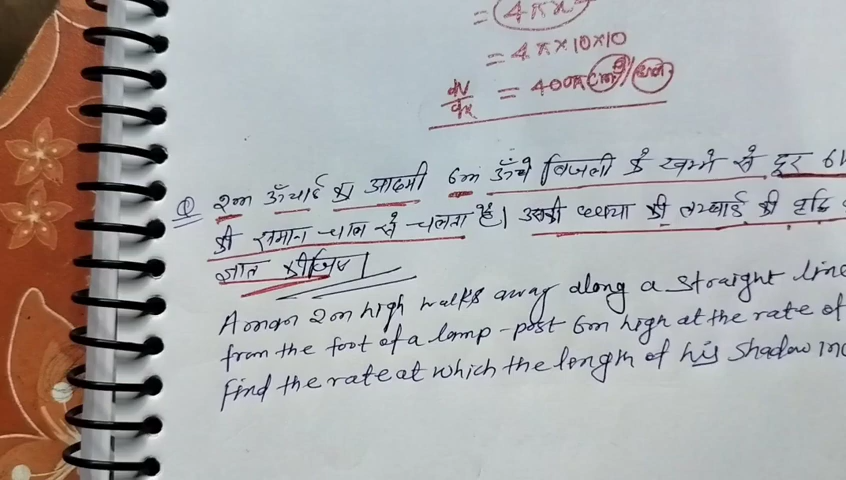 = 4πx²
= 4π×10×10
dV/dx = 400π
Q 2m ऊँचाई का आदमी 6m ऊँचे बिजली के खम्भे से दूर
की समान चाल से चलता है। उसकी छाया की लम्बाई की वृद्धि
ज्ञात कीजिए।
A man 2m high walks away along a straight line
from the foot of a lamp-post 6m high at the rate of
Find the rate at which the length of his shadow